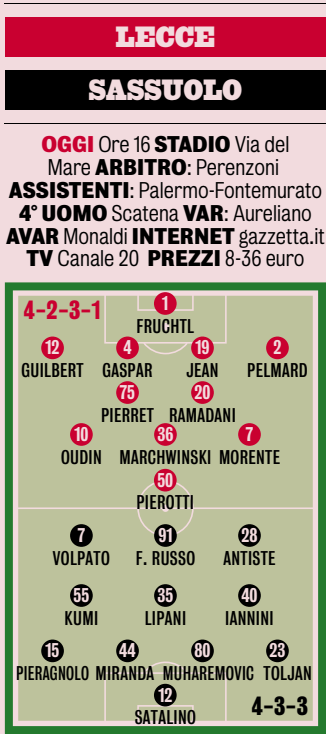 LECCE
SASSUOLO
OGGI Ore 16 STADIO Via del
Mare ARBITRO: Perenzoni
ASSISTENTI: Palermo-Fontemurato
4° UOMO Scatena VAR: Aureliano
AVAR Monaldi INTERNET gazzetta.it
TV Canale 20 PREZZI 8-36 euro
4-2-3-1 1
FRUCHTL
12 4 19 2
GUILBERT GASPAR JEAN PELMARD
75 20
PIERRET RAMADANI
10 36 7
OUDIN MARCHWINSKI MORENTE
50
PIEROTTI
7 91 28
VOLPATO F. RUSSO ANTISTE
55 35 40
KUMI LIPANI IANNINI
15 44 80 23
PIERAGNOLO MIRANDA MUHAREMOVIC TOLJAN
12
SATALINO 4-3-3